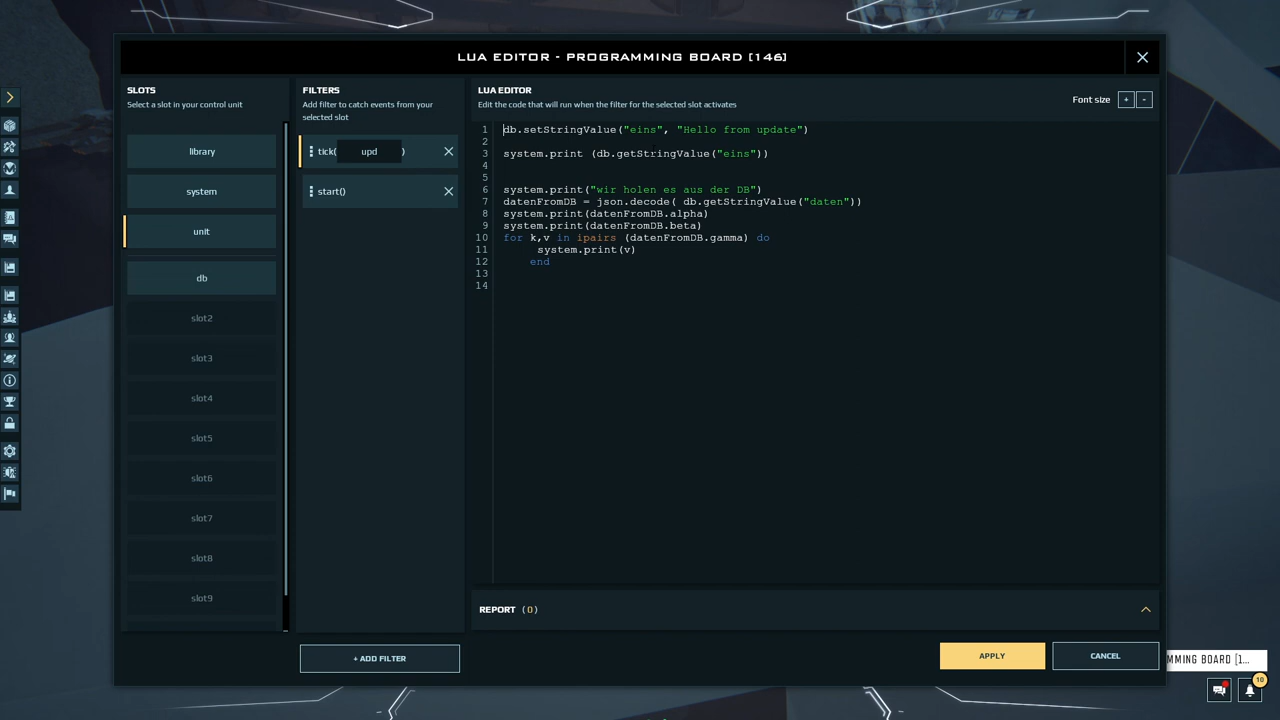 LUA EDITOR - PROGRAMMING BOARD [146]
SLOTS
Select a slot in your control unit
library
system
unit
db
slot2
slot3
slot4
slot5
slot6
slot7
slot8
slot9
FILTERS
Add filter to catch events from your
selected slot
tick( upd )
start()
+ ADD FILTER
LUA EDITOR
Edit the code that will run when the filter for the selected slot activates
Font size + -
1 db.setStringValue("eins", "Hello from update")
2
3 system.print (db.getStringValue("eins"))
4
5
6 system.print("wir holen es aus der DB")
7 datenFromDB = json.decode( db.getStringValue("daten"))
8 system.print(datenFromDB.alpha)
9 system.print(datenFromDB.beta)
10 for k,v in ipairs (datenFromDB.gamma) do
11 system.print(v)
12 end
13
14
REPORT (0)
APPLY
CANCEL
MMING BOARD [1...
10